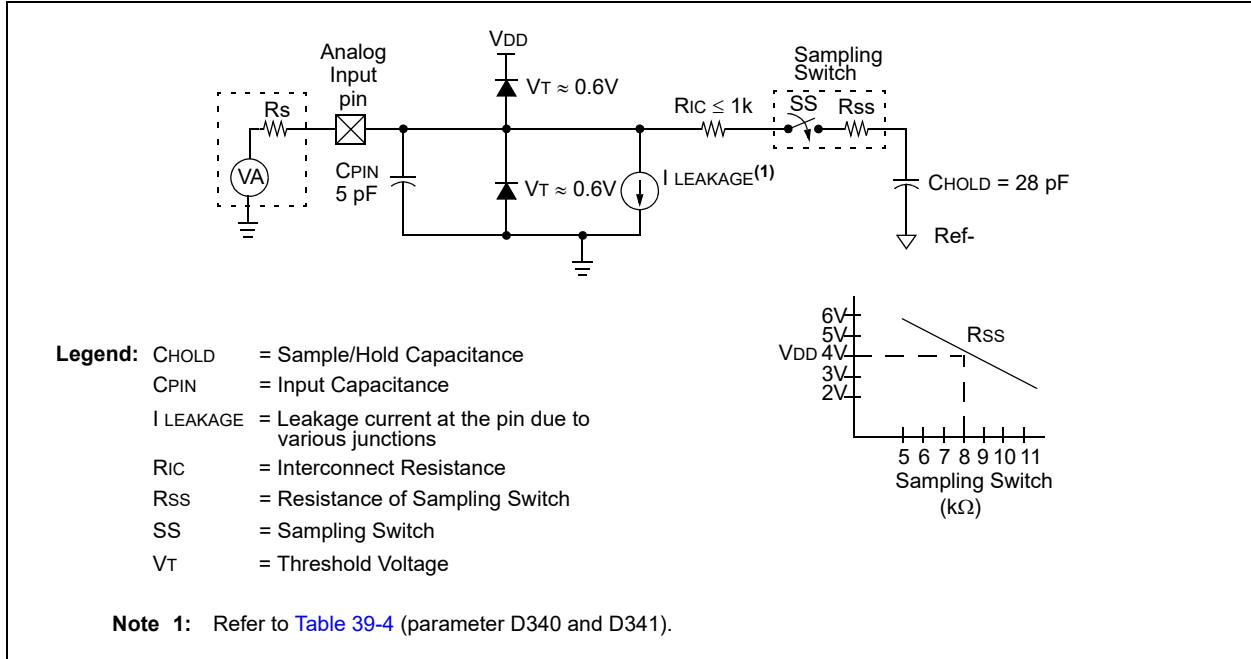 VDD
Analog
Input
pin
Sampling
Switch
VT ≈ 0.6V
RIC ≤ 1k
SS
Rss
Rs
VA
CPIN
5 pF
VT ≈ 0.6V
I LEAKAGE(1)
CHOLD = 28 pF
Ref-
Legend: CHOLD = Sample/Hold Capacitance
CPIN = Input Capacitance
I LEAKAGE = Leakage current at the pin due to
various junctions
RIC = Interconnect Resistance
RSS = Resistance of Sampling Switch
SS = Sampling Switch
VT = Threshold Voltage
6V
5V
VDD 4V
3V
2V
RSS
5 6 7 8 9 10 11
Sampling Switch
(kΩ)
Note 1: Refer to Table 39-4 (parameter D340 and D341).